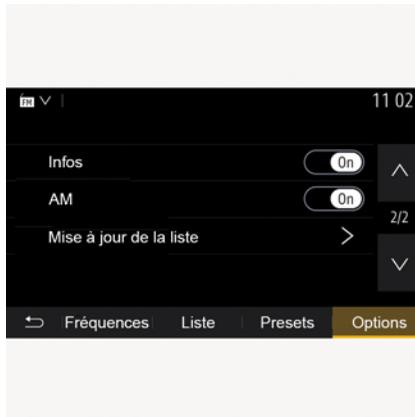 FM
11 02
Infos On
AM On
2/2
Mise à jour de la liste
Fréquences Liste Presets Options